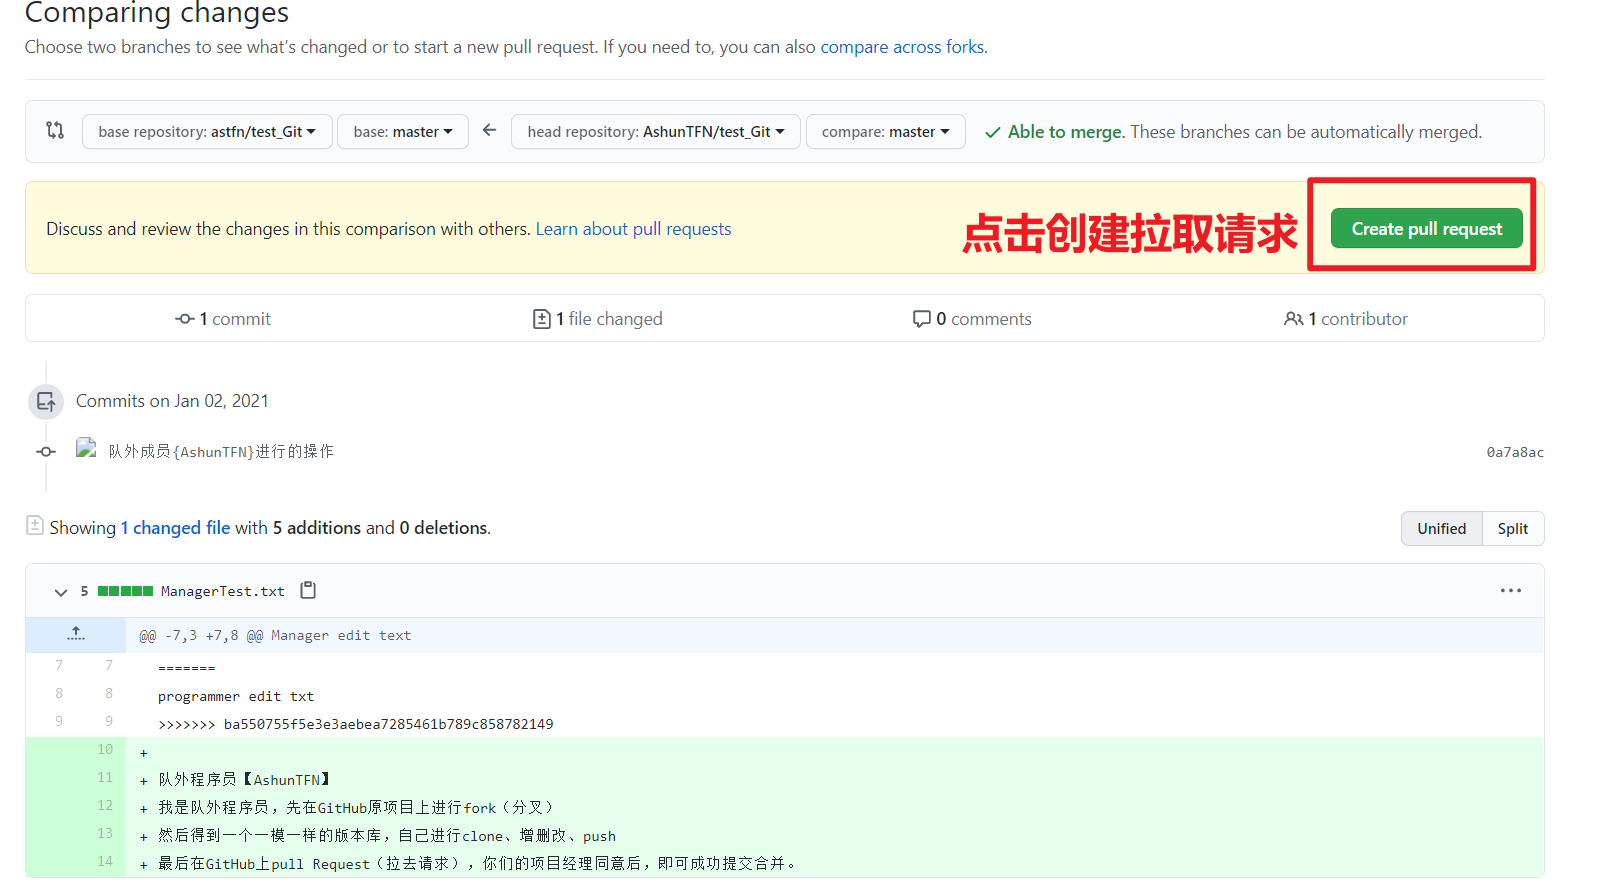 Comparing changes
Choose two branches to see what's changed or to start a new pull request. If you need to, you can also compare across forks.
base repository: astfn/test_Git base: master head repository: AshunTFN/test_Git compare: master Able to merge. These branches can be automatically merged.
Discuss and review the changes in this comparison with others. Learn about pull requests 点击创建拉取请求 Create pull request
1 commit 1 file changed 0 comments 1 contributor
Commits on Jan 02, 2021
队外成员{AshunTFN}进行的操作 0a7a8ac
Showing 1 changed file with 5 additions and 0 deletions. Unified Split
5 ManagerTest.txt
@@ -7,3 +7,8 @@ Manager edit text
7 7 =======
8 8 programmer edit txt
9 9 >>>>>>> ba550755f5e3e3aebea7285461b789c858782149
10 +
11 + 队外程序员【AshunTFN】
12 + 我是队外程序员，先在GitHub原项目上进行fork（分叉）
13 + 然后得到一个一模一样的版本库，自己进行clone、增删改、push
14 + 最后在GitHub上pull Request（拉去请求），你们的项目经理同意后，即可成功提交合并。